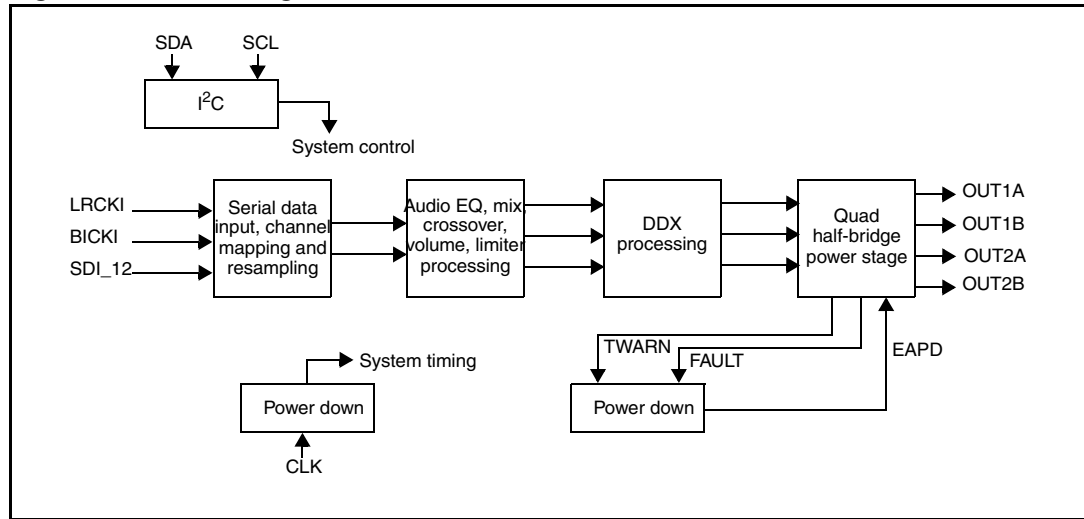 SDA
SCL
I2C
System control
LRCKI
BICKI
SDI_12
Serial data
input, channel
mapping and
resampling
Audio EQ, mix,
crossover,
volume, limiter
processing
DDX
processing
Quad
half-bridge
power stage
OUT1A
OUT1B
OUT2A
OUT2B
TWARN
FAULT
EAPD
System timing
Power down
Power down
CLK